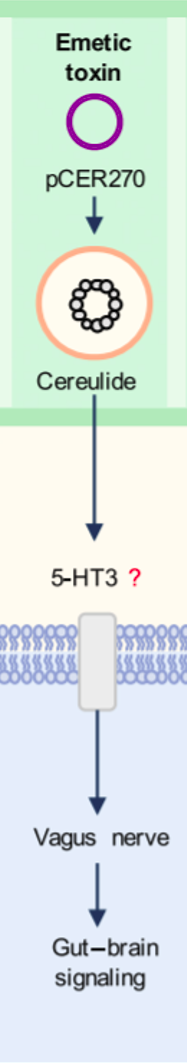 Emetic
toxin
pCER270
Cereulide
5-HT3 ?
Vagus nerve
Gut–brain
signaling